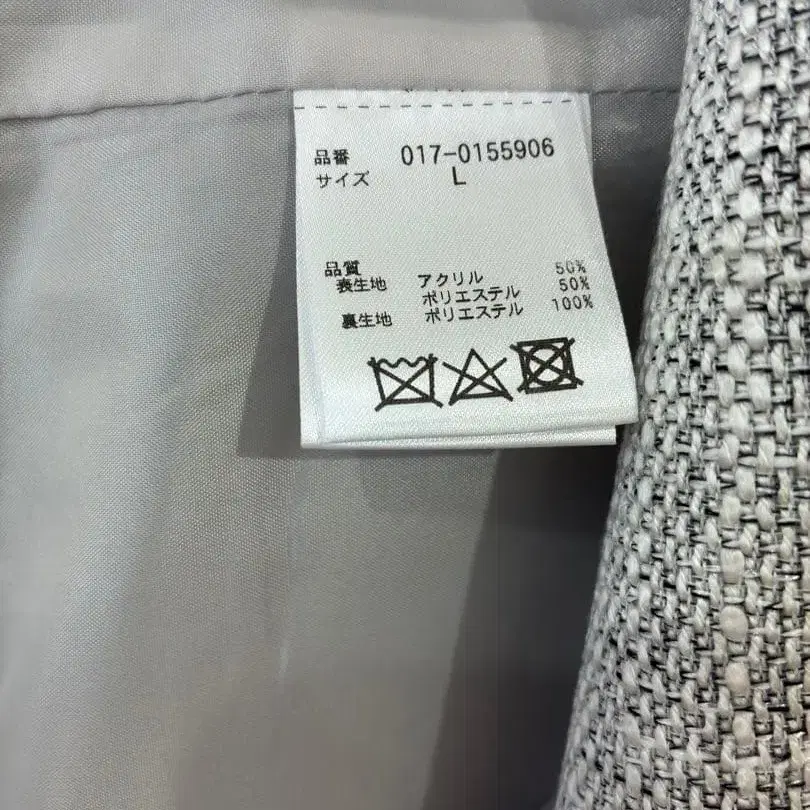 品番 017-0155906
サイズ L
品質
表生地 アクリル 50%
ポリエステル 50%
裏生地 ポリエステル 100%